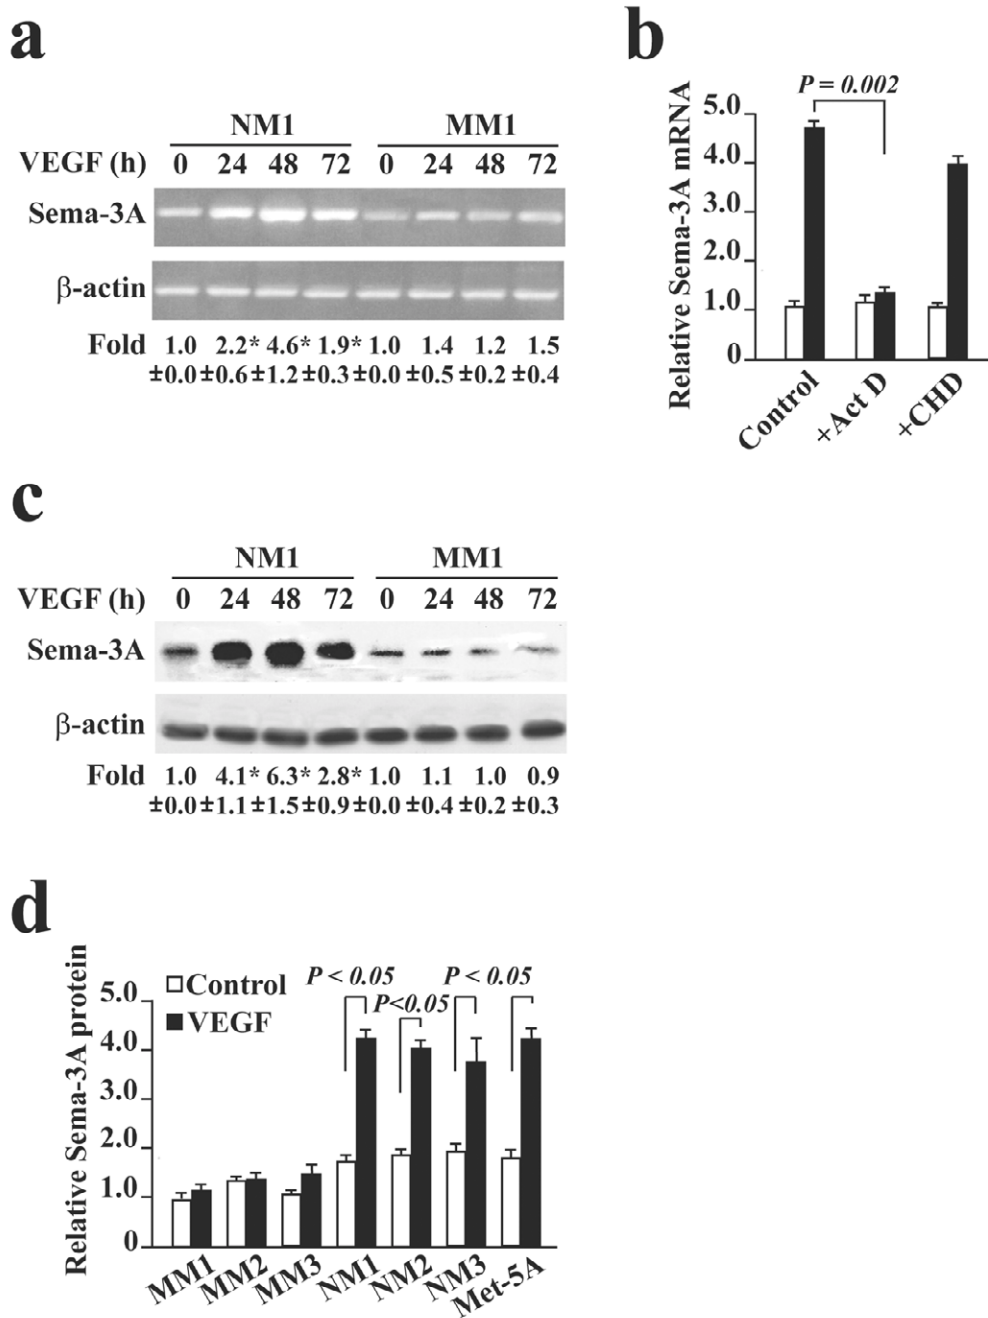 a
NM1 MM1
VEGF (h) 0 24 48 72 0 24 48 72
Sema-3A
β-actin
Fold 1.0 2.2* 4.6* 1.9* 1.0 1.4 1.2 1.5
±0.0 ±0.6 ±1.2 ±0.3 ±0.0 ±0.5 ±0.2 ±0.4
b
P = 0.002
Relative Sema-3A mRNA
5.0
4.0
3.0
2.0
1.0
0
Control
+Act D
+CHD
c
NM1 MM1
VEGF (h) 0 24 48 72 0 24 48 72
Sema-3A
β-actin
Fold 1.0 4.1* 6.3* 2.8* 1.0 1.1 1.0 0.9
±0.0 ±1.1 ±1.5 ±0.9 ±0.0 ±0.4 ±0.2 ±0.3
d
Relative Sema-3A protein
Control
VEGF
P < 0.05
P<0.05
P < 0.05
5.0
4.0
3.0
2.0
1.0
0
MM1
MM2
MM3
NM1
NM2
NM3
Met-5A